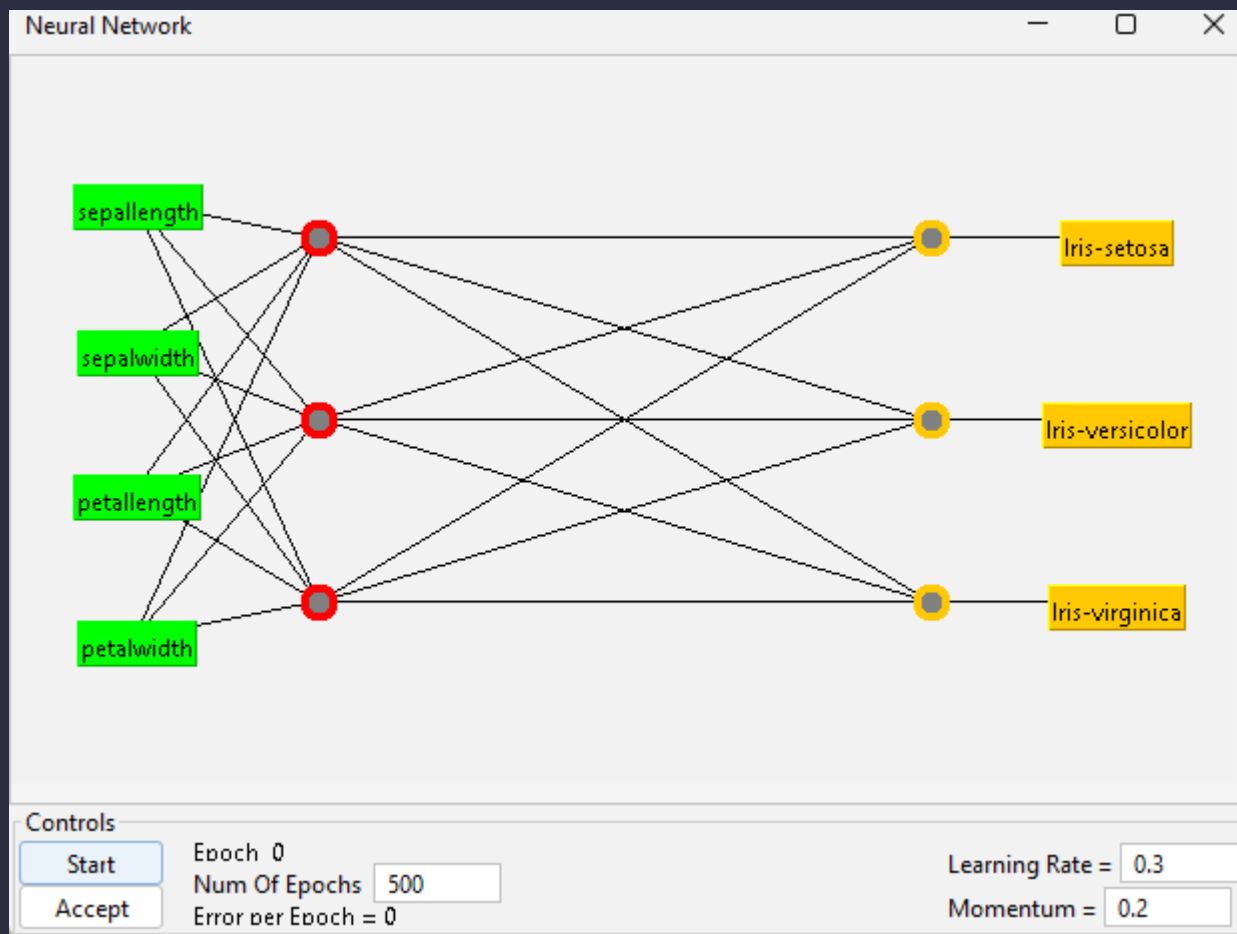 Neural Network
sepallength
Iris-setosa
sepalwidth
Iris-versicolor
petallength
Iris-virginica
petalwidth
Controls
Start
Accept
Epoch 0
Num Of Epochs 500
Error per Epoch = 0
Learning Rate = 0.3
Momentum = 0.2